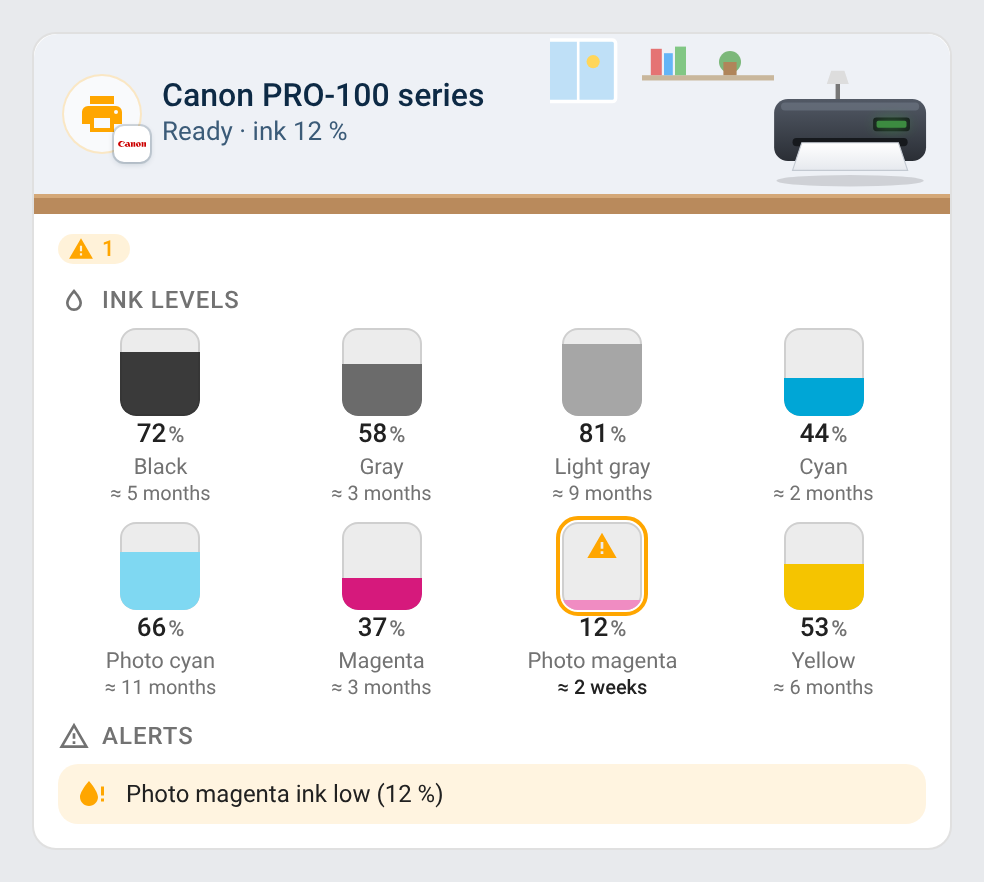 Canon PRO-100 series
Ready · ink 12 %
Canon
1
INK LEVELS
72% 58% 81% 44%
Black Gray Light gray Cyan
≈ 5 months ≈ 3 months ≈ 9 months ≈ 2 months
66% 37% 12% 53%
Photo cyan Magenta Photo magenta Yellow
≈ 11 months ≈ 3 months ≈ 2 weeks ≈ 6 months
ALERTS
Photo magenta ink low (12 %)